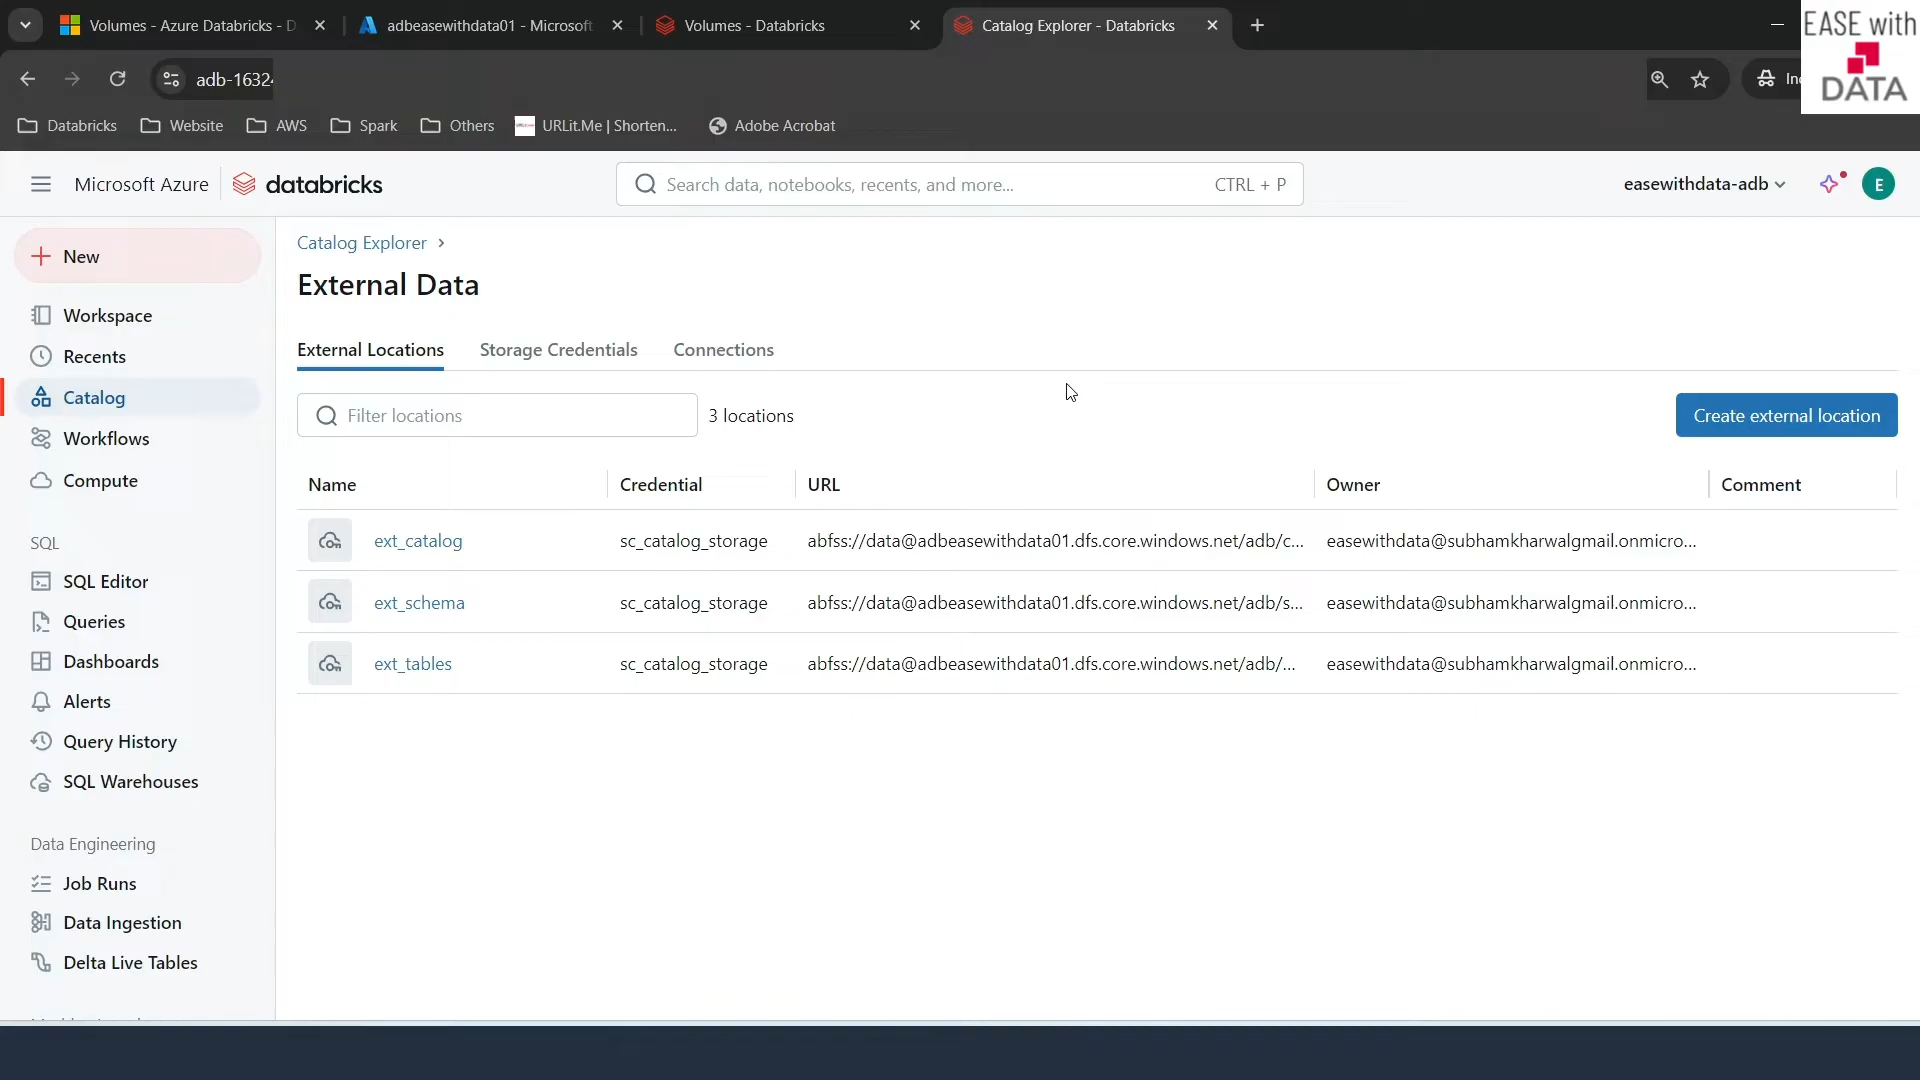 Volumes - Azure Databricks - D
adbeasewithdata01 - Microsoft
Volumes - Databricks
Catalog Explorer - Databricks
EASE with
DATA
adb-1632
Databricks
Website
AWS
Spark
Others
URLit.Me | Shorten...
Adobe Acrobat
Microsoft Azure
databricks
Search data, notebooks, recents, and more...
CTRL + P
easewithdata-adb
E
New
Workspace
Recents
Catalog
Workflows
Compute
SQL
SQL Editor
Queries
Dashboards
Alerts
Query History
SQL Warehouses
Data Engineering
Job Runs
Data Ingestion
Delta Live Tables
Catalog Explorer
External Data
External Locations Storage Credentials Connections
Filter locations 3 locations Create external location
Name Credential URL Owner Comment
ext_catalog sc_catalog_storage abfss://data@adbeasewithdata01.dfs.core.windows.net/adb/c... easewithdata@subhamkharwalgmail.onmicro...
ext_schema sc_catalog_storage abfss://data@adbeasewithdata01.dfs.core.windows.net/adb/s... easewithdata@subhamkharwalgmail.onmicro...
ext_tables sc_catalog_storage abfss://data@adbeasewithdata01.dfs.core.windows.net/adb/... easewithdata@subhamkharwalgmail.onmicro...